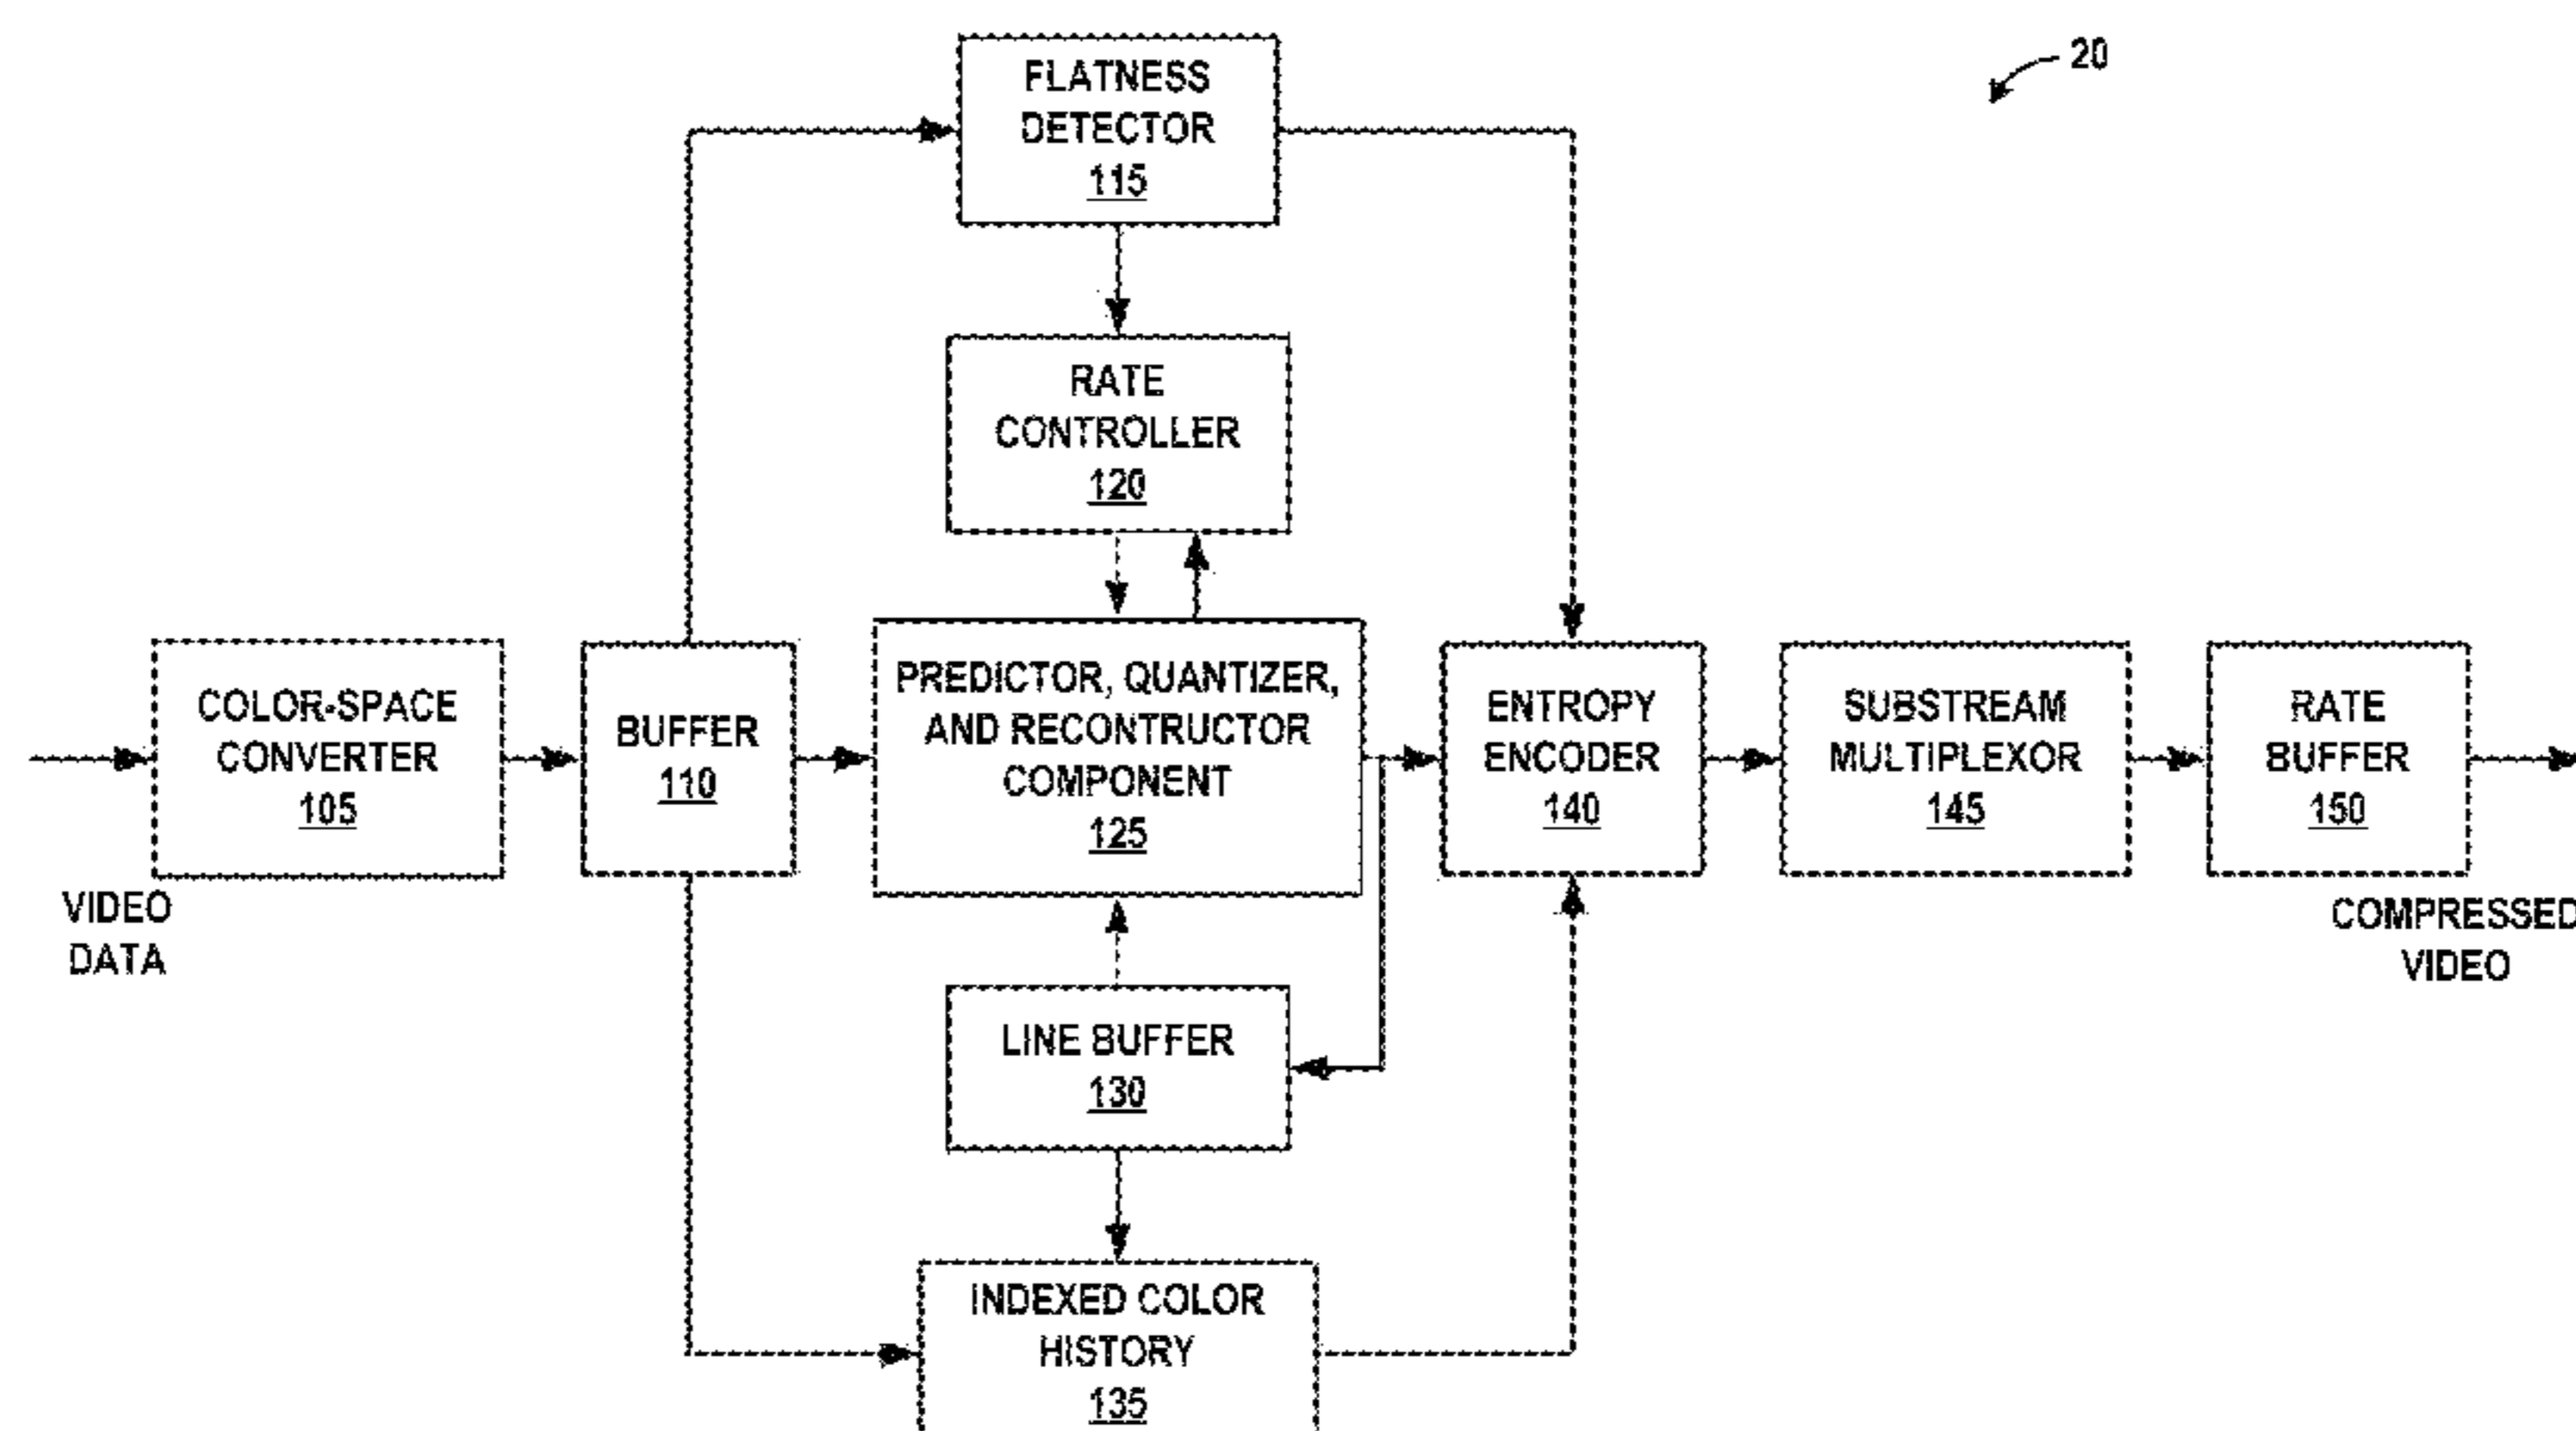 20
FLATNESS
DETECTOR
115
RATE
CONTROLLER
120
VIDEO
DATA
COLOR-SPACE
CONVERTER
105
BUFFER
110
PREDICTOR, QUANTIZER,
AND RECONTRUCTOR
COMPONENT
125
ENTROPY
ENCODER
140
SUBSTREAM
MULTIPLEXOR
145
RATE
BUFFER
150
COMPRESSED
VIDEO
LINE BUFFER
130
INDEXED COLOR
HISTORY
135